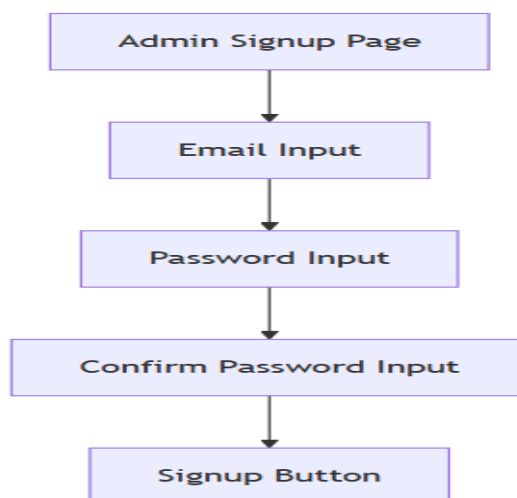 Admin Signup Page
Email Input
Password Input
Confirm Password Input
Signup Button